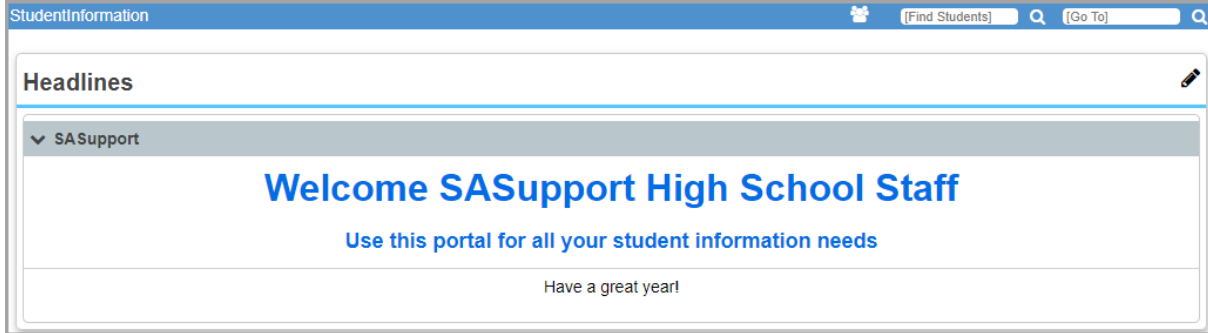 StudentInformation [Find Students] [Go To]
Headlines
SASupport
Welcome SASupport High School Staff
Use this portal for all your student information needs
Have a great year!